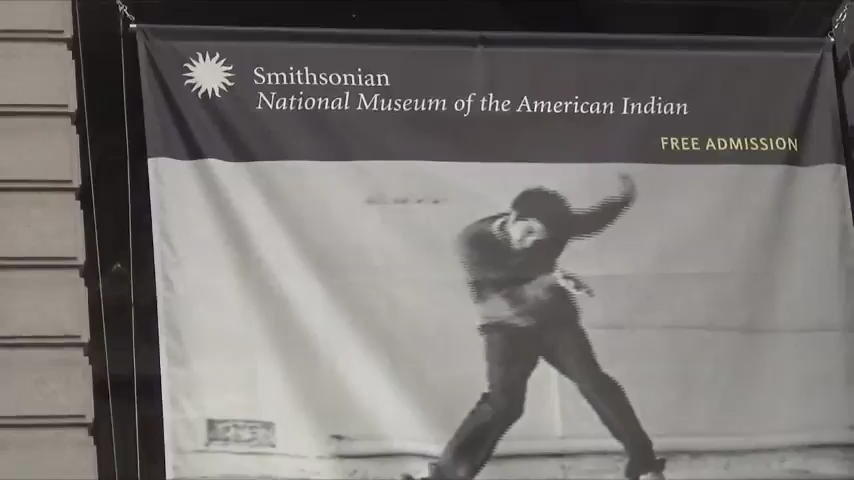 Smithsonian
National Museum of the American Indian
FREE ADMISSION